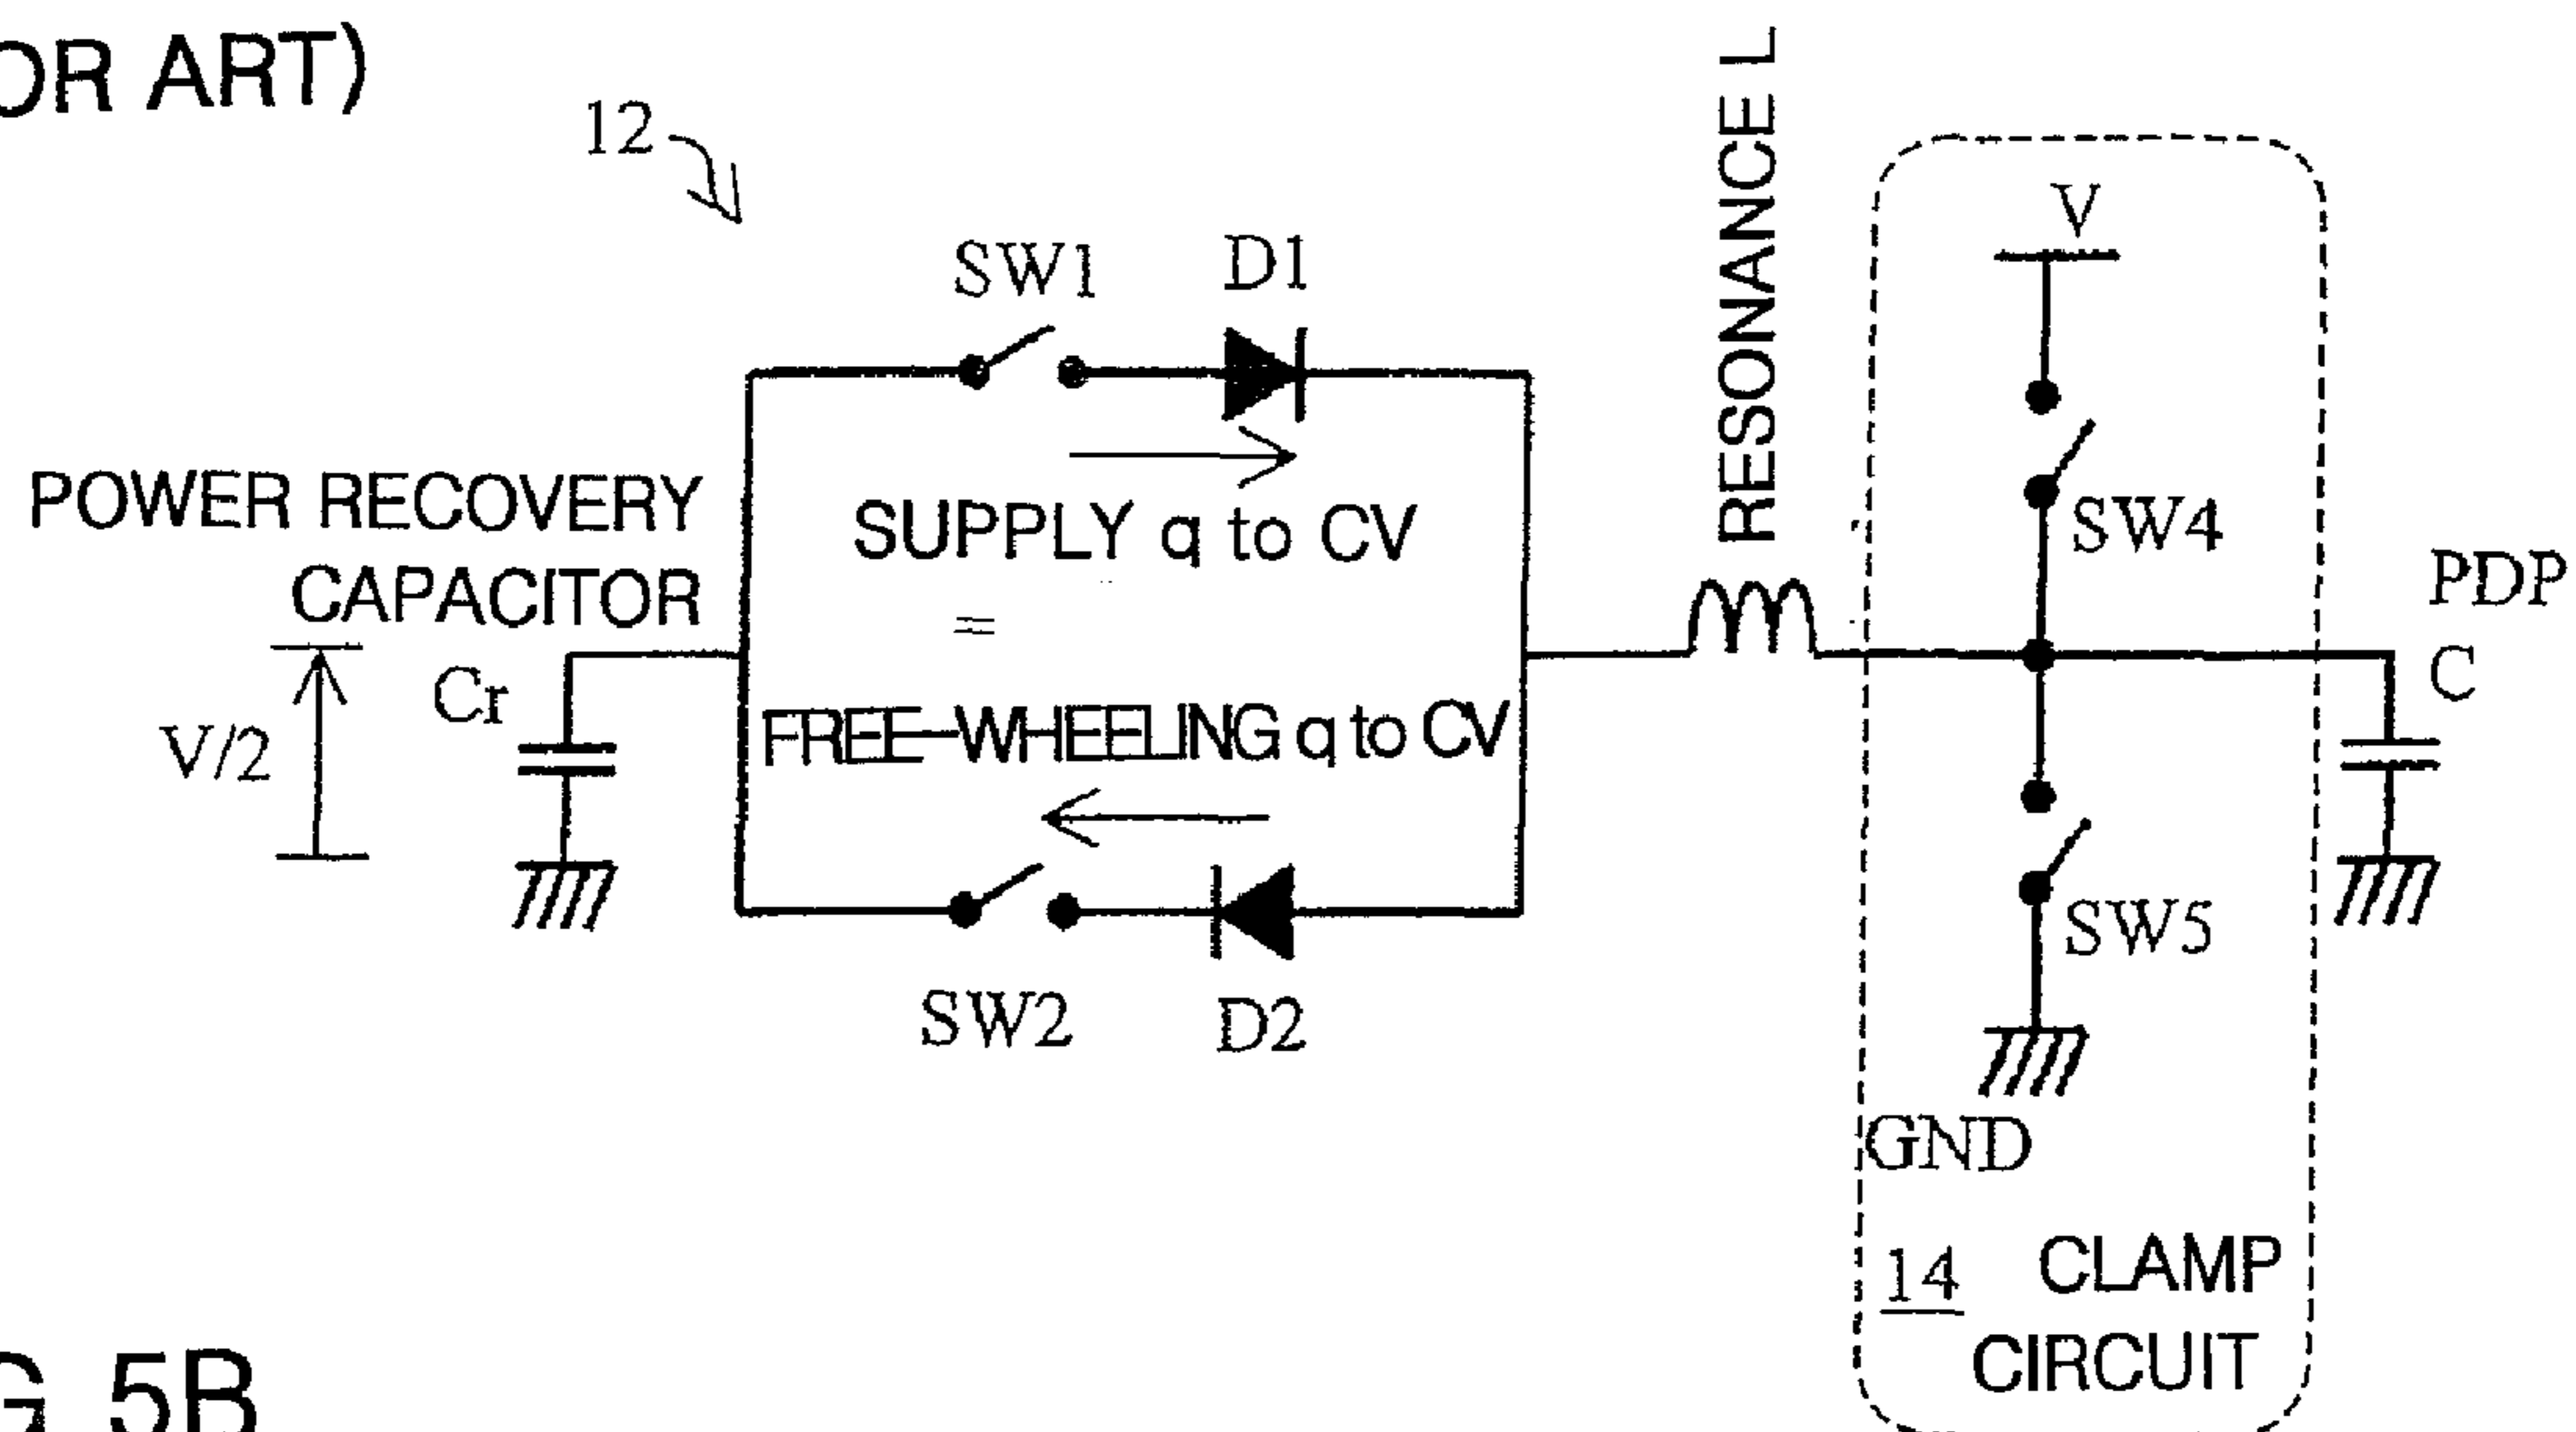 OR ART)
12
RESONANCE L
V
SW1
D1
POWER RECOVERY
CAPACITOR
SUPPLY q to CV
=
SW4
PDP
C
Cr
V/2
FREE-WHEELING q to CV
SW5
SW2
D2
GND
14 CLAMP
CIRCUIT
G 5B